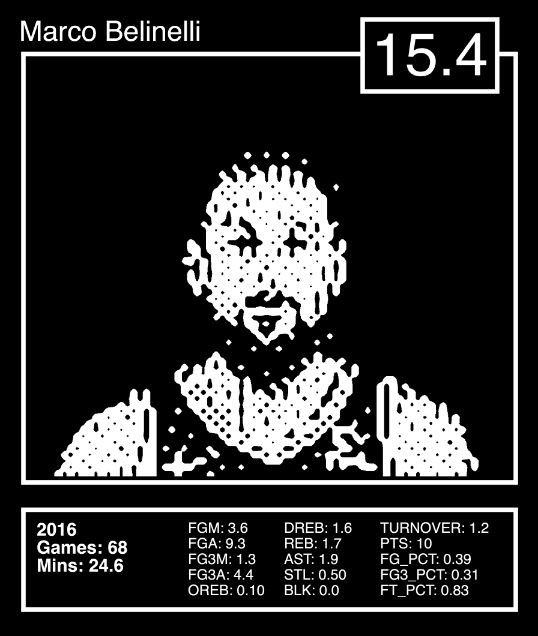 Marco Belinelli
15.4
2016
Games: 68
Mins: 24.6
FGM: 3.6
FGA: 9.3
FG3M: 1.3
FG3A: 4.4
OREB: 0.10
DREB: 1.6
REB: 1.7
AST: 1.9
STL: 0.50
BLK: 0.0
TURNOVER: 1.2
PTS: 10
FG_PCT: 0.39
FG3_PCT: 0.31
FT_PCT: 0.83